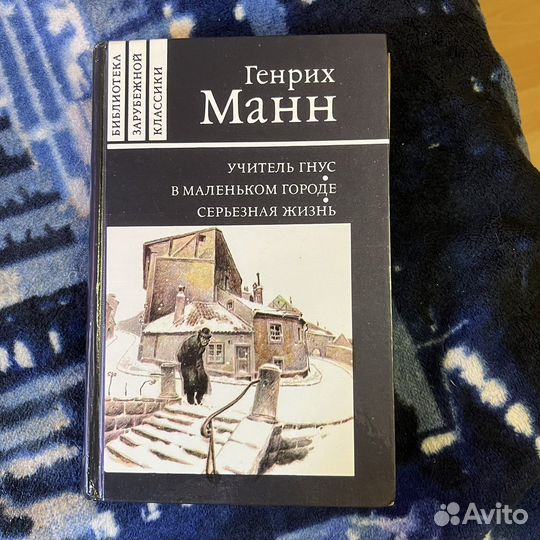 БИБЛИОТЕКА
ЗАРУБЕЖНОЙ
КЛАССИКИ
Генрих
Манн
УЧИТЕЛЬ ГНУС
•
В МАЛЕНЬКОМ ГОРОДЕ
•
СЕРЬЕЗНАЯ ЖИЗНЬ
Avito